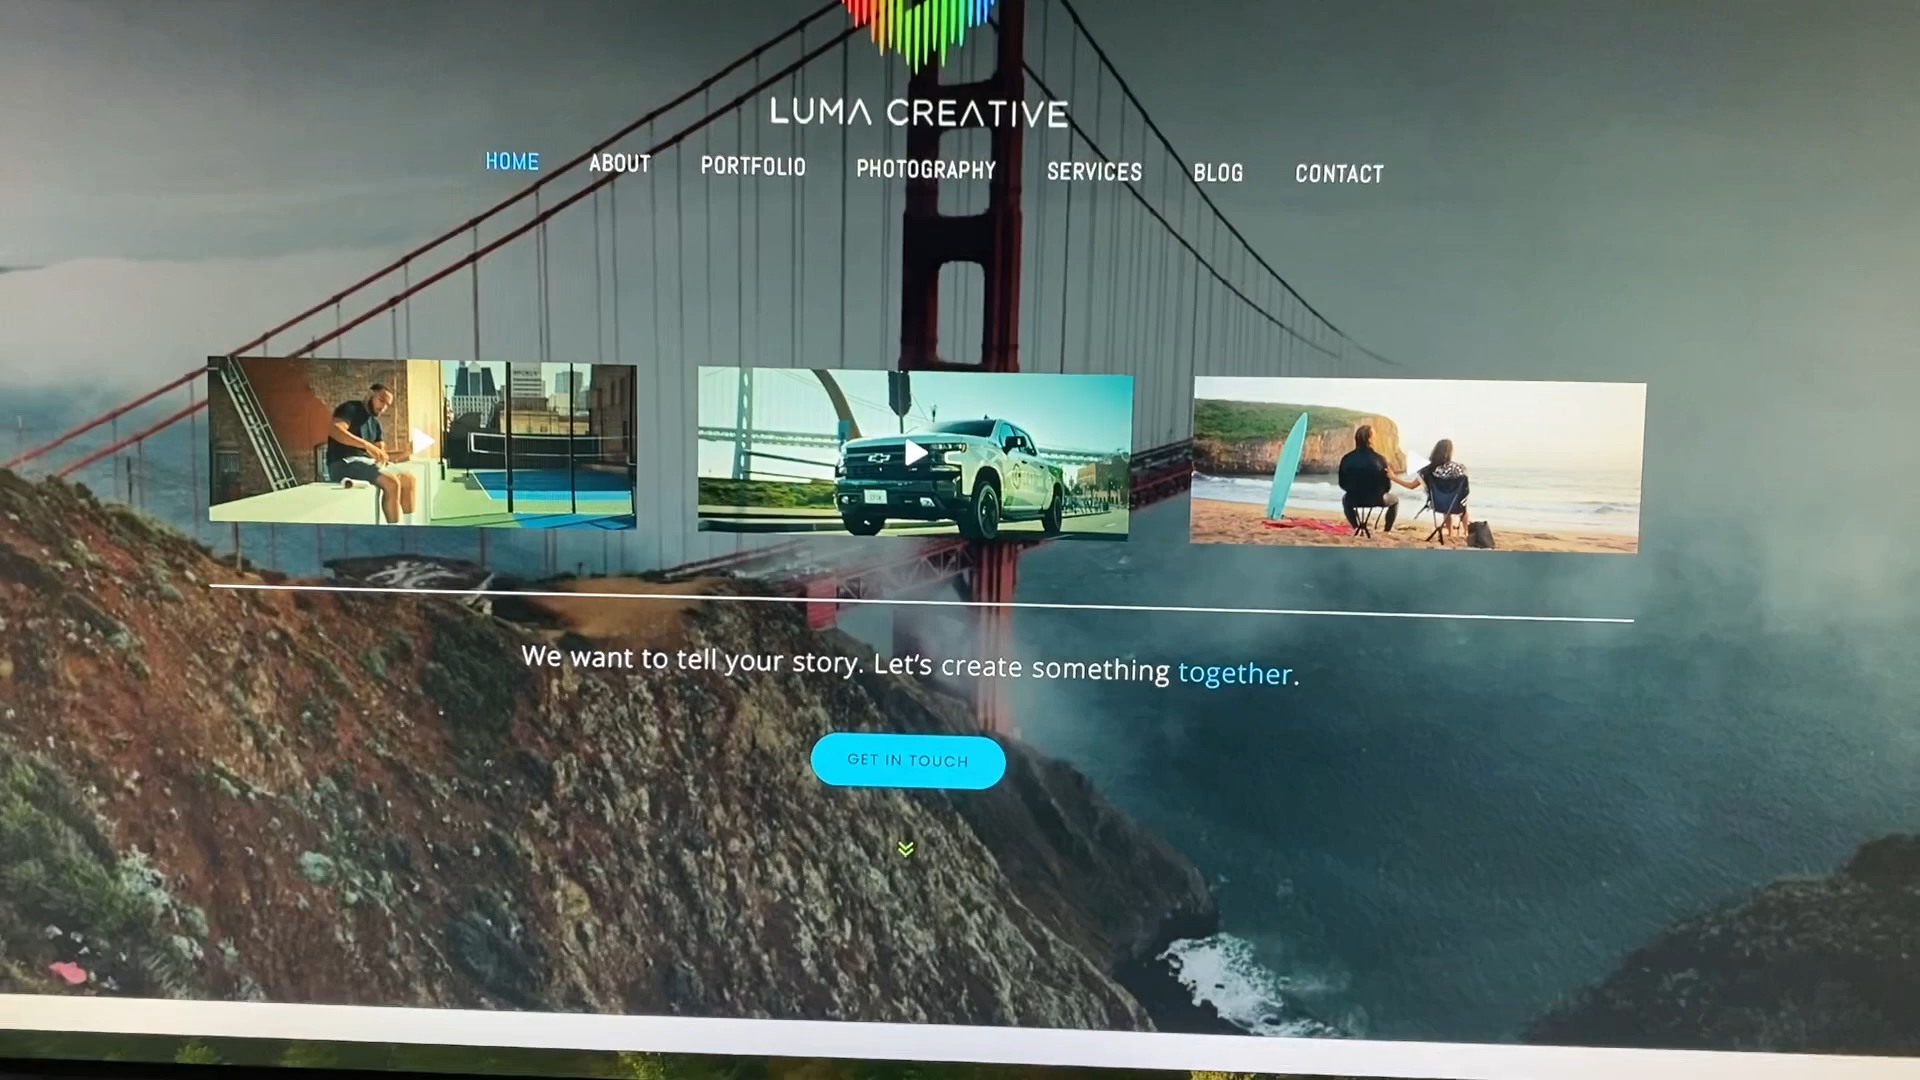 LUMA CREATIVE
HOME ABOUT PORTFOLIO PHOTOGRAPHY SERVICES BLOG CONTACT
We want to tell your story. Let's create something together.
GET IN TOUCH